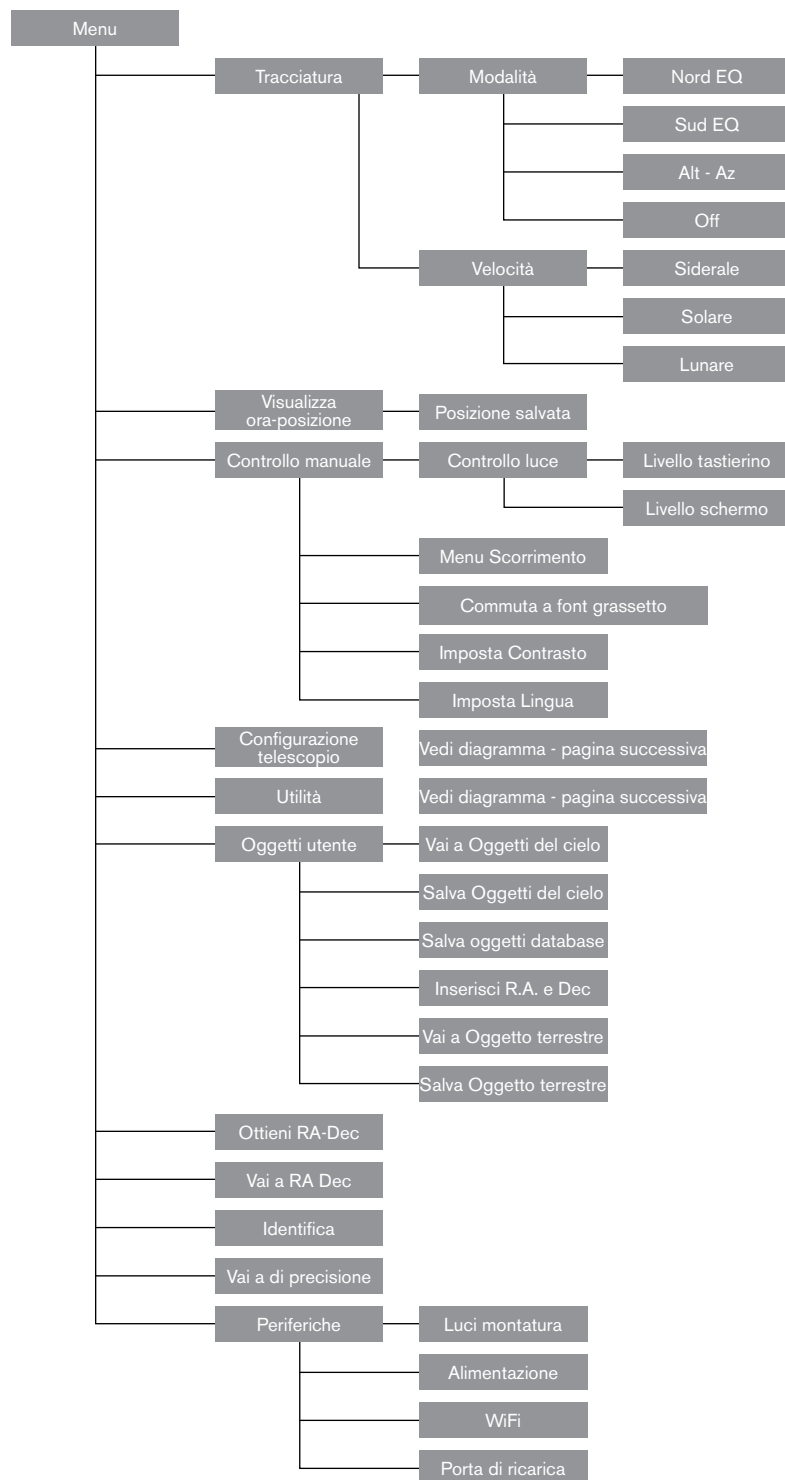 Menu
Tracciatura
Modalità
Nord EQ
Sud EQ
Alt - Az
Off
Velocità
Siderale
Solare
Lunare
Visualizza
ora-posizione
Posizione salvata
Controllo manuale
Controllo luce
Livello tastierino
Livello schermo
Menu Scorrimento
Commuta a font grassetto
Imposta Contrasto
Imposta Lingua
Configurazione
telescopio
Vedi diagramma - pagina successiva
Utilità
Vedi diagramma - pagina successiva
Oggetti utente
Vai a Oggetti del cielo
Salva Oggetti del cielo
Salva oggetti database
Inserisci R.A. e Dec
Vai a Oggetto terrestre
Salva Oggetto terrestre
Ottieni RA-Dec
Vai a RA Dec
Identifica
Vai a di precisione
Periferiche
Luci montatura
Alimentazione
WiFi
Porta di ricarica